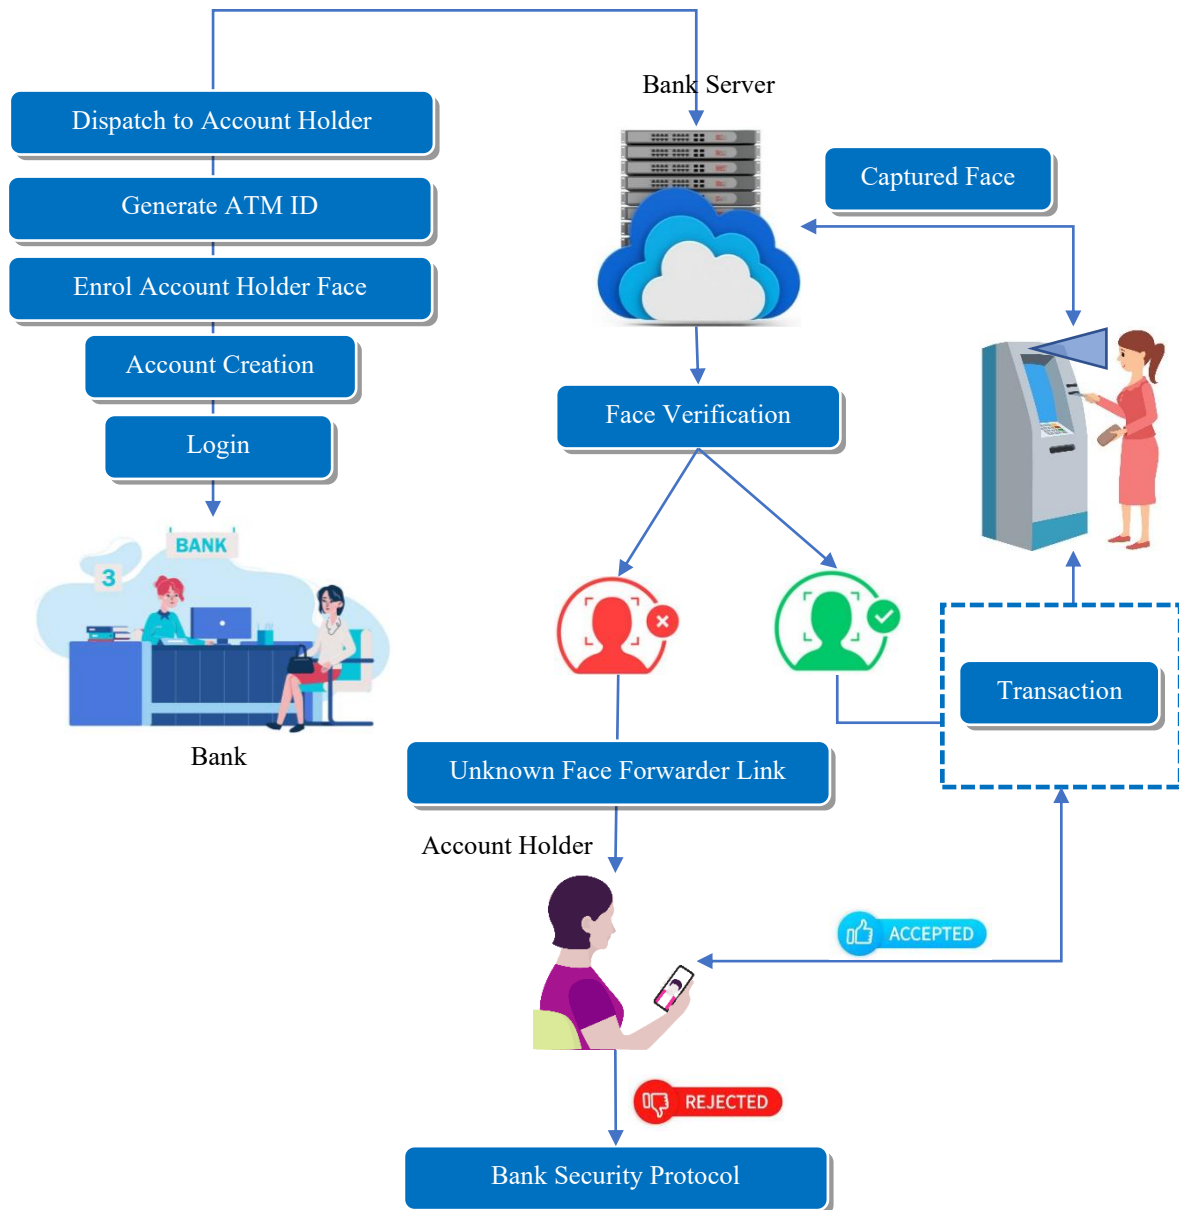 Bank Server
Dispatch to Account Holder
Captured Face
Generate ATM ID
Enrol Account Holder Face
Account Creation
Face Verification
Login
BANK
3
Transaction
Bank
Unknown Face Forwarder Link
Account Holder
ACCEPTED
REJECTED
Bank Security Protocol